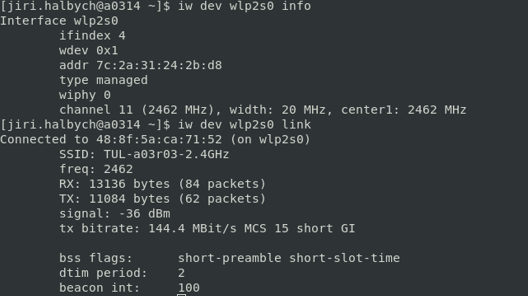 [jiri.halbych@a0314 ~]$ iw dev wlp2s0 info
Interface wlp2s0
ifindex 4
wdev 0x1
addr 7c:2a:31:24:2b:d8
type managed
wiphy 0
channel 11 (2462 MHz), width: 20 MHz, center1: 2462 MHz
[jiri.halbych@a0314 ~]$ iw dev wlp2s0 link
Connected to 48:8f:5a:ca:71:52 (on wlp2s0)
SSID: TUL-a03r03-2.4GHz
freq: 2462
RX: 13136 bytes (84 packets)
TX: 11084 bytes (62 packets)
signal: -36 dBm
tx bitrate: 144.4 MBit/s MCS 15 short GI
bss flags: short-preamble short-slot-time
dtim period: 2
beacon int: 100